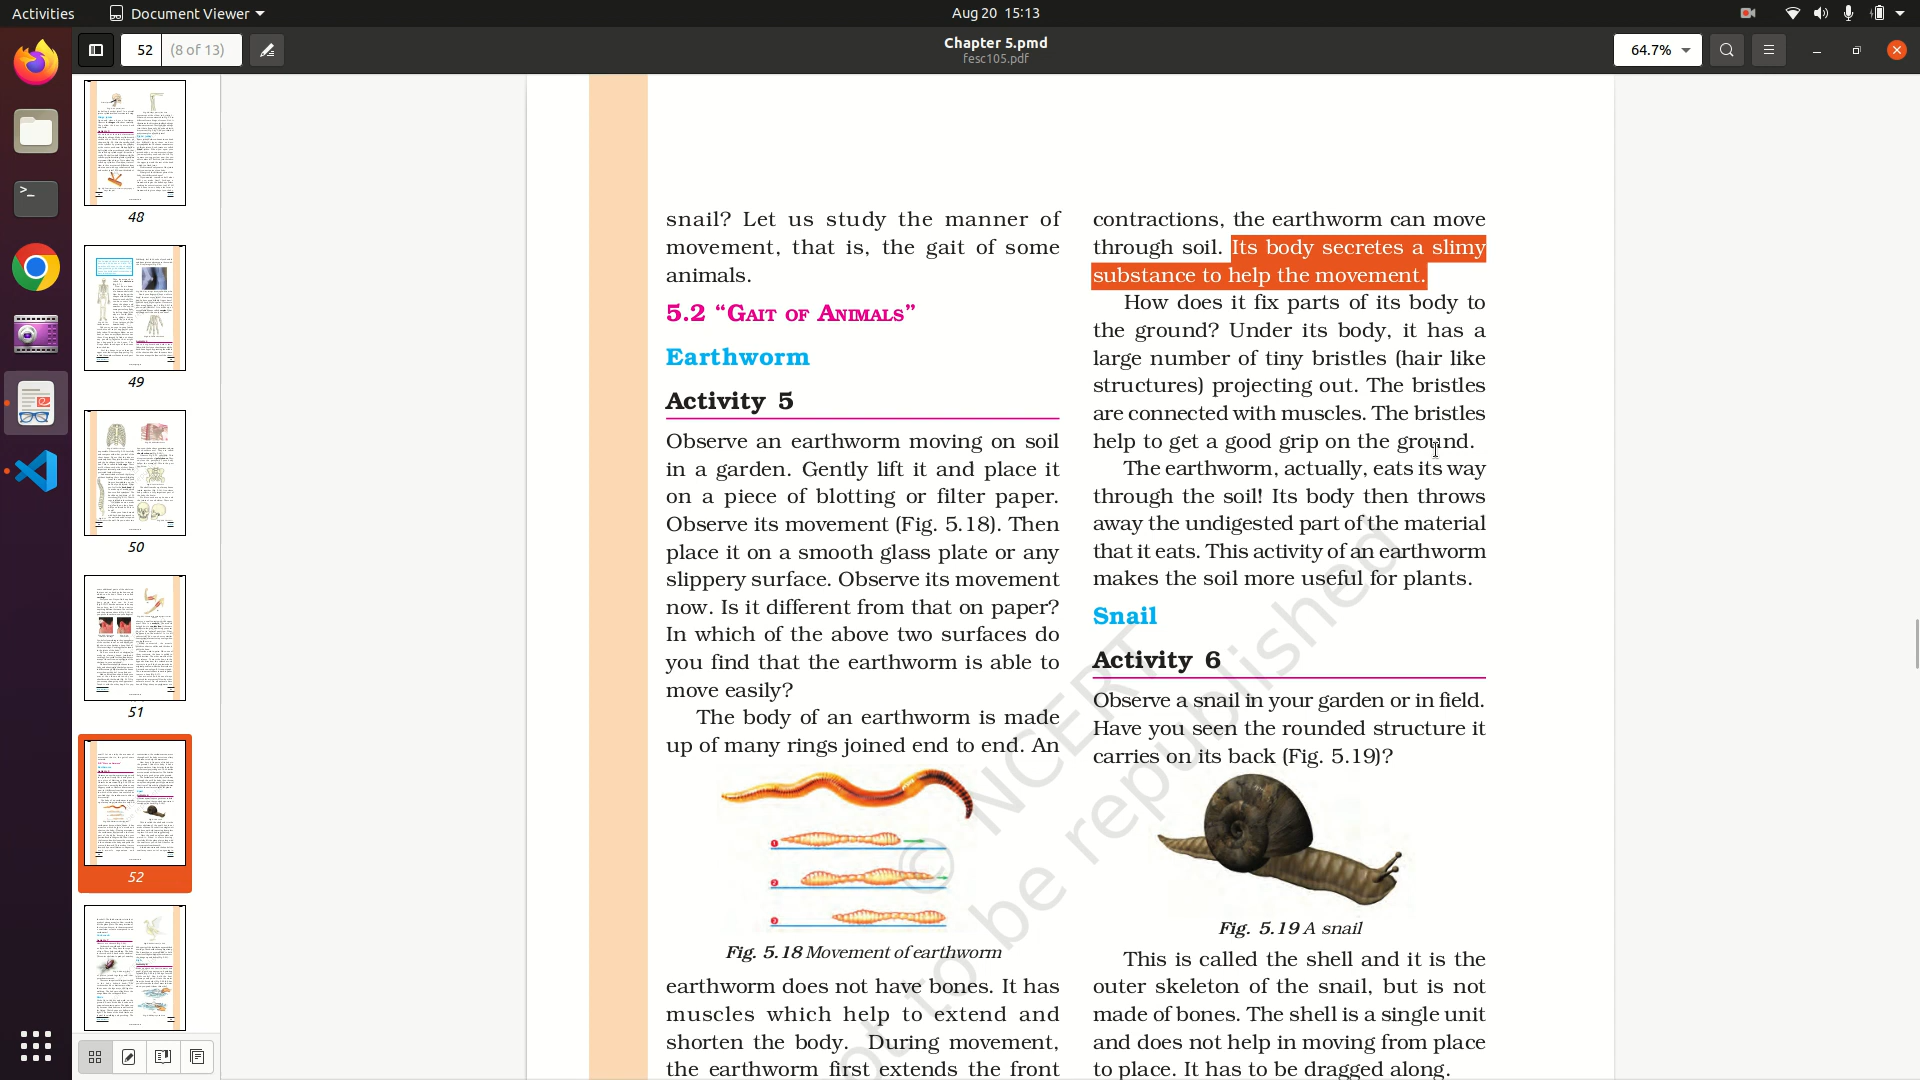 Activities
Document Viewer
Aug 20 15:13
52
(8 of 13)
Chapter 5.pmd
fesc105.pdf
64.7%
48
49
50
51
52
snail? Let us study the manner of
movement, that is, the gait of some
animals.
5.2 “GAIT OF ANIMALS”
Earthworm
Activity 5
Observe an earthworm moving on soil
in a garden. Gently lift it and place it
on a piece of blotting or filter paper.
Observe its movement (Fig. 5.18). Then
place it on a smooth glass plate or any
slippery surface. Observe its movement
now. Is it different from that on paper?
In which of the above two surfaces do
you find that the earthworm is able to
move easily?
The body of an earthworm is made
up of many rings joined end to end. An
1
2
3
Fig. 5.18 Movement of earthworm
earthworm does not have bones. It has
muscles which help to extend and
shorten the body. During movement,
the earthworm first extends the front
contractions, the earthworm can move
through soil. Its body secretes a slimy
substance to help the movement.
How does it fix parts of its body to
the ground? Under its body, it has a
large number of tiny bristles (hair like
structures) projecting out. The bristles
are connected with muscles. The bristles
help to get a good grip on the ground.
The earthworm, actually, eats its way
through the soil! Its body then throws
away the undigested part of the material
that it eats. This activity of an earthworm
makes the soil more useful for plants.
Snail
Activity 6
Observe a snail in your garden or in field.
Have you seen the rounded structure it
carries on its back (Fig. 5.19)?
Fig. 5.19 A snail
This is called the shell and it is the
outer skeleton of the snail, but is not
made of bones. The shell is a single unit
and does not help in moving from place
to place. It has to be dragged along.
© NCERT
not to be republished